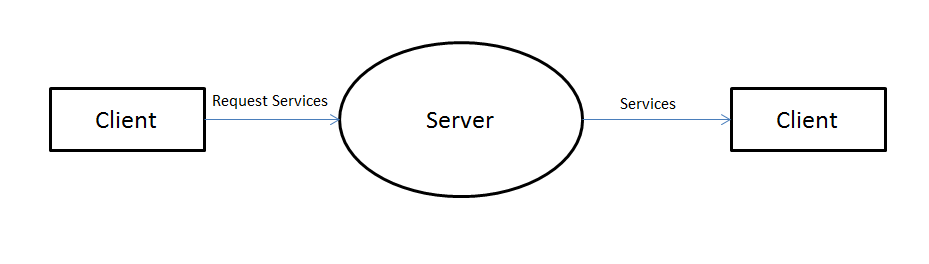 Client
Request Services
Server
Services
Client